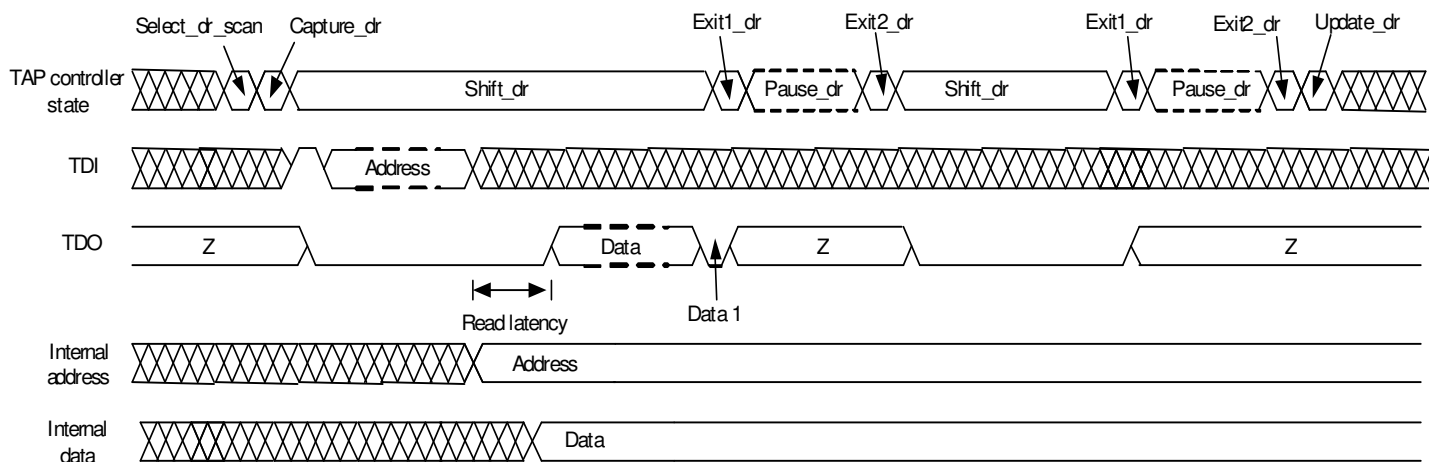 Select_dr_scan
Capture_dr
Exit1_dr
Exit2_dr
Exit1_dr
Exit2_dr
Update_dr
TAP controller
state
Shift_dr
Pause_dr
Shift_dr
Pause_dr
TDI
Address
TDO
Z
Data
Z
Z
Read latency
Data 1
Internal
address
Address
Internal
data
Data